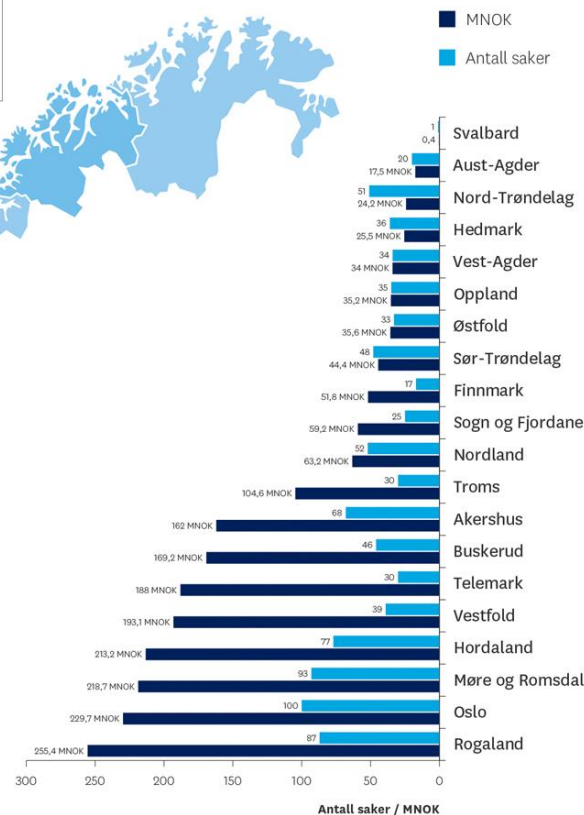 MNOK
Antall saker
1
0,4
Svalbard
20
17,5 MNOK
Aust-Agder
51
24,2 MNOK
Nord-Trøndelag
36
25,5 MNOK
Hedmark
34
34 MNOK
Vest-Agder
35
35,2 MNOK
Oppland
33
35,6 MNOK
Østfold
48
44,4 MNOK
Sør-Trøndelag
17
51,8 MNOK
Finnmark
25
59,2 MNOK
Sogn og Fjordane
52
63,2 MNOK
Nordland
30
104,6 MNOK
Troms
68
162 MNOK
Akershus
46
169,2 MNOK
Buskerud
30
188 MNOK
Telemark
39
193,1 MNOK
Vestfold
77
213,2 MNOK
Hordaland
93
218,7 MNOK
Møre og Romsdal
100
229,7 MNOK
Oslo
87
255,4 MNOK
Rogaland
300 250 200 150 100 50 0
Antall saker / MNOK